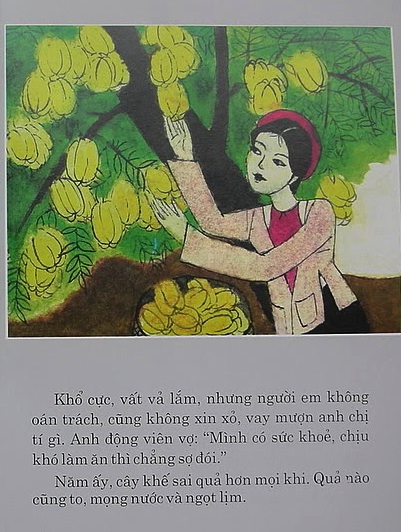 Khổ cực, vất vả lắm, nhưng người em không
oán trách, cũng không xin xỏ, vay mượn anh chị
tí gì. Anh động viên vợ: “Mình có sức khoẻ, chịu
khó làm ăn thì chẳng sợ đói.”
Năm ấy, cây khế sai quả hơn mọi khi. Quả nào
cũng to, mọng nước và ngọt lịm.